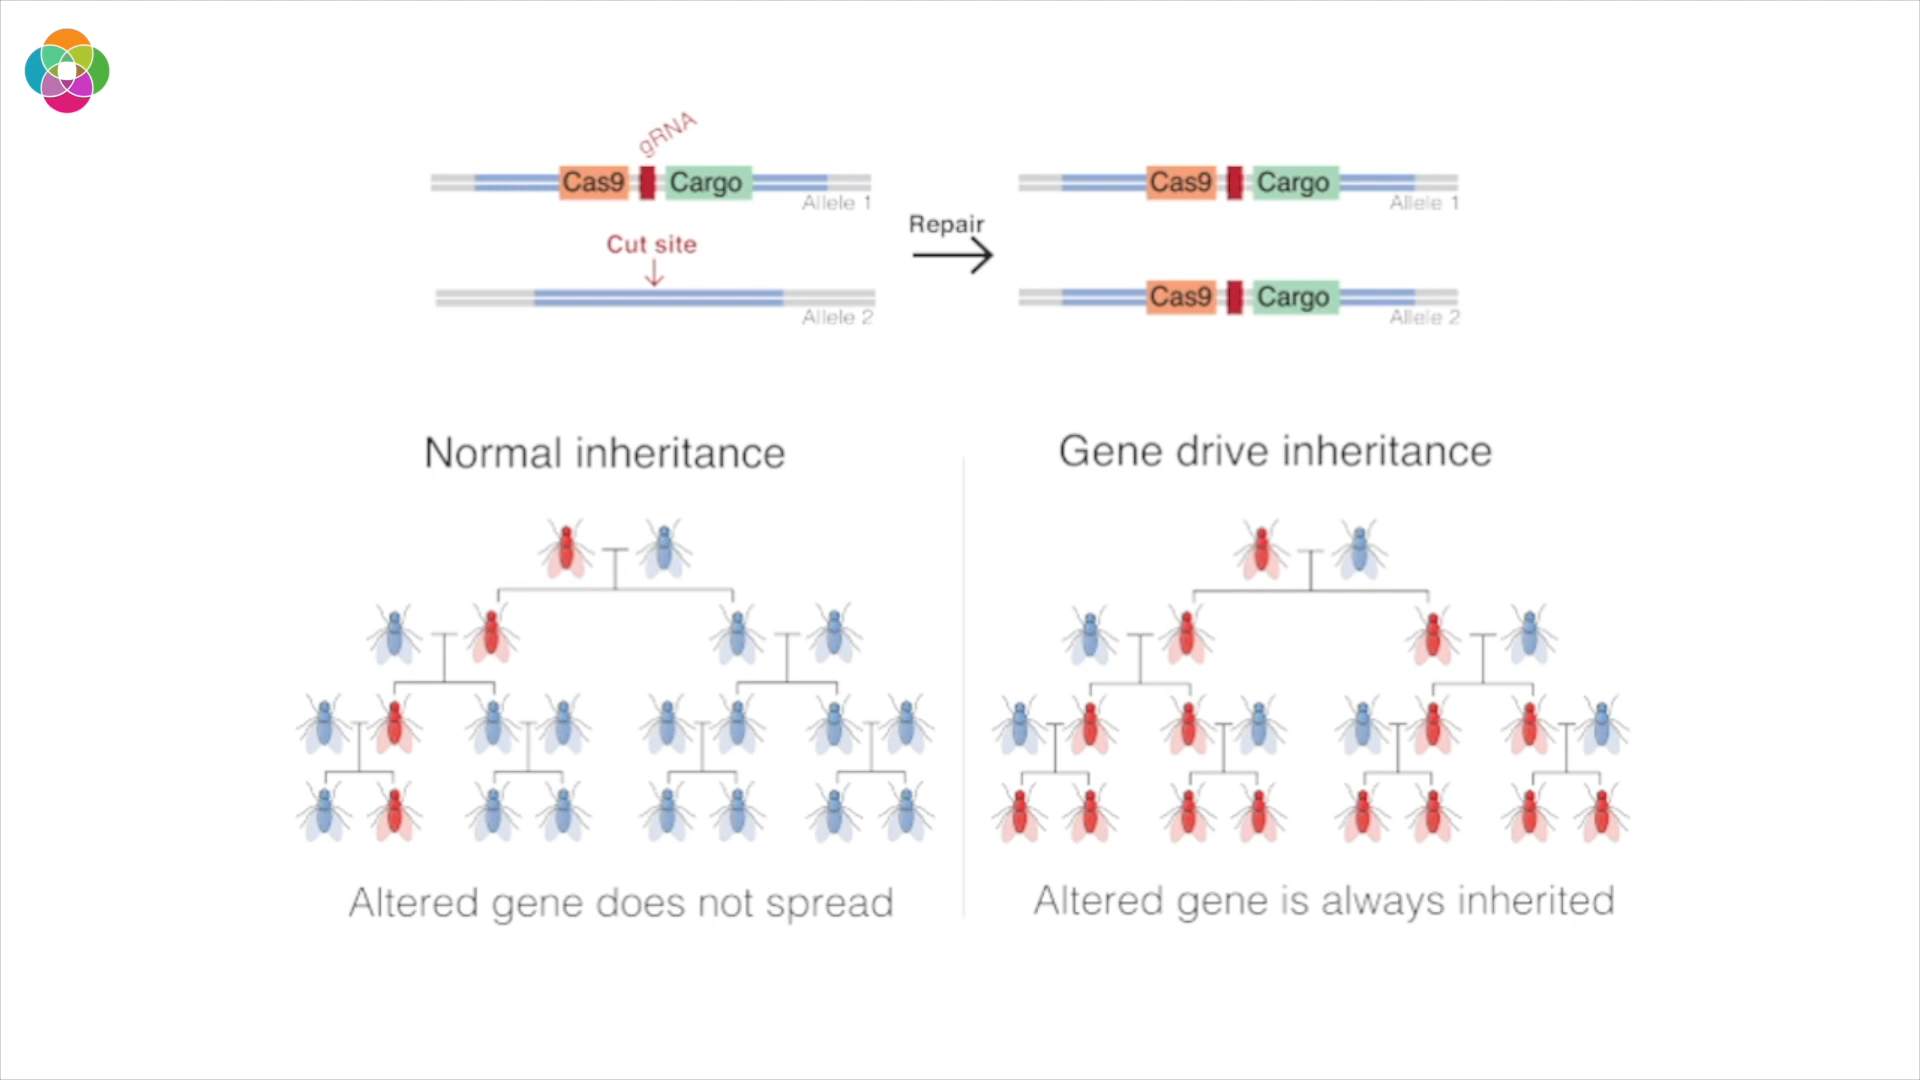 gRNA
Cas9 Cargo
Allele 1
Cut site
Allele 2
Repair
Cas9 Cargo
Allele 1
Cas9 Cargo
Allele 2
Normal inheritance
Altered gene does not spread
Gene drive inheritance
Altered gene is always inherited